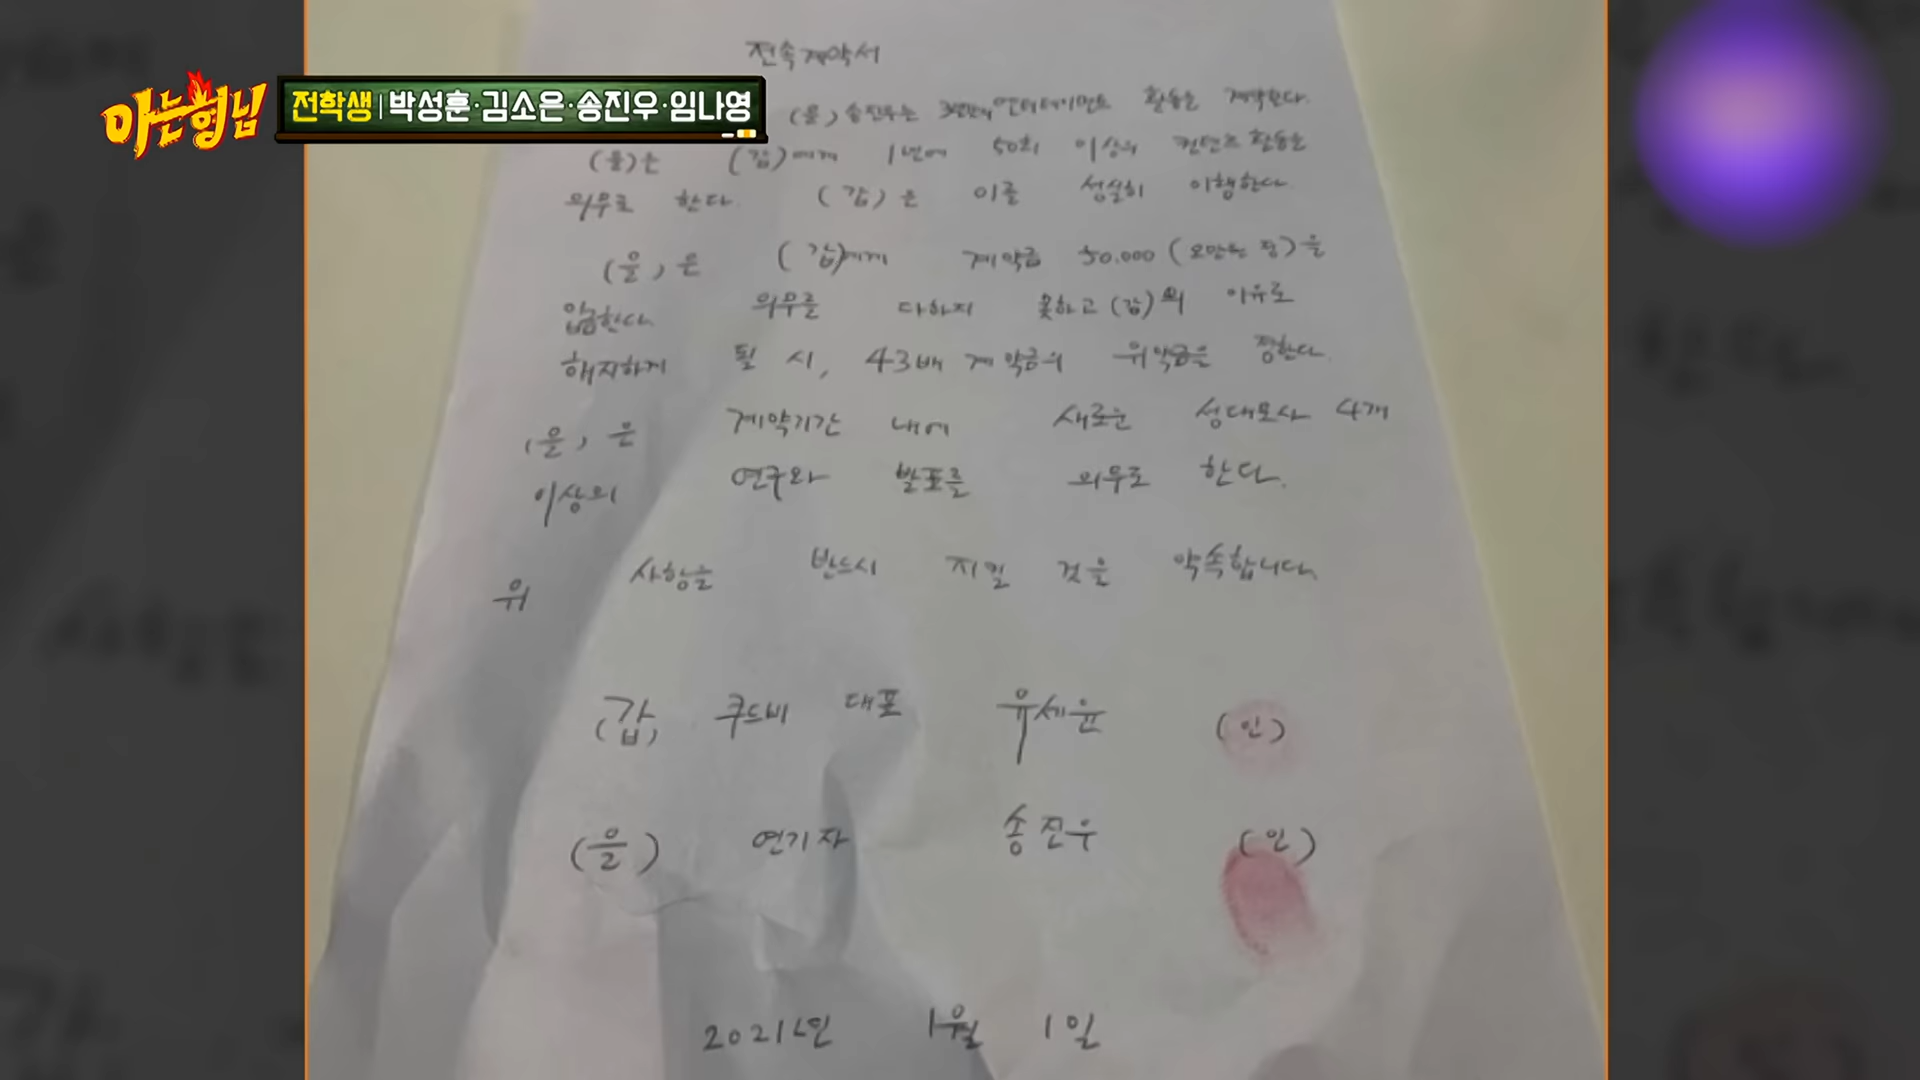 아는형님
전학생 | 박성훈·김소은·송진우·임나영
전속계약서
(을) 송진우는 3년간의 엔터테이먼트 활동을 계약한다.
(을)은 (갑)에게 1년에 50회 이상의 컨텐츠 활동을
의무로 한다. (갑)은 이를 성실히 이행한다.
(을)은 (갑)에게 계약금 50.000 (오만원 정)을
입금한다. 의무를 다하지 못하고 (갑)의 이유로
해지하게 될 시, 43배 계약금의 위약금을 정한다.
(을)은 계약기간 내에 새로운 성대모사 4개
이상의 연구와 발표를 의무로 한다.
위 사항을 반드시 지킬 것을 약속합니다.
(갑) 쿠드비 대표 유세윤 (인)
(을) 연기자 송진우 (인)
2021년 1월 1일